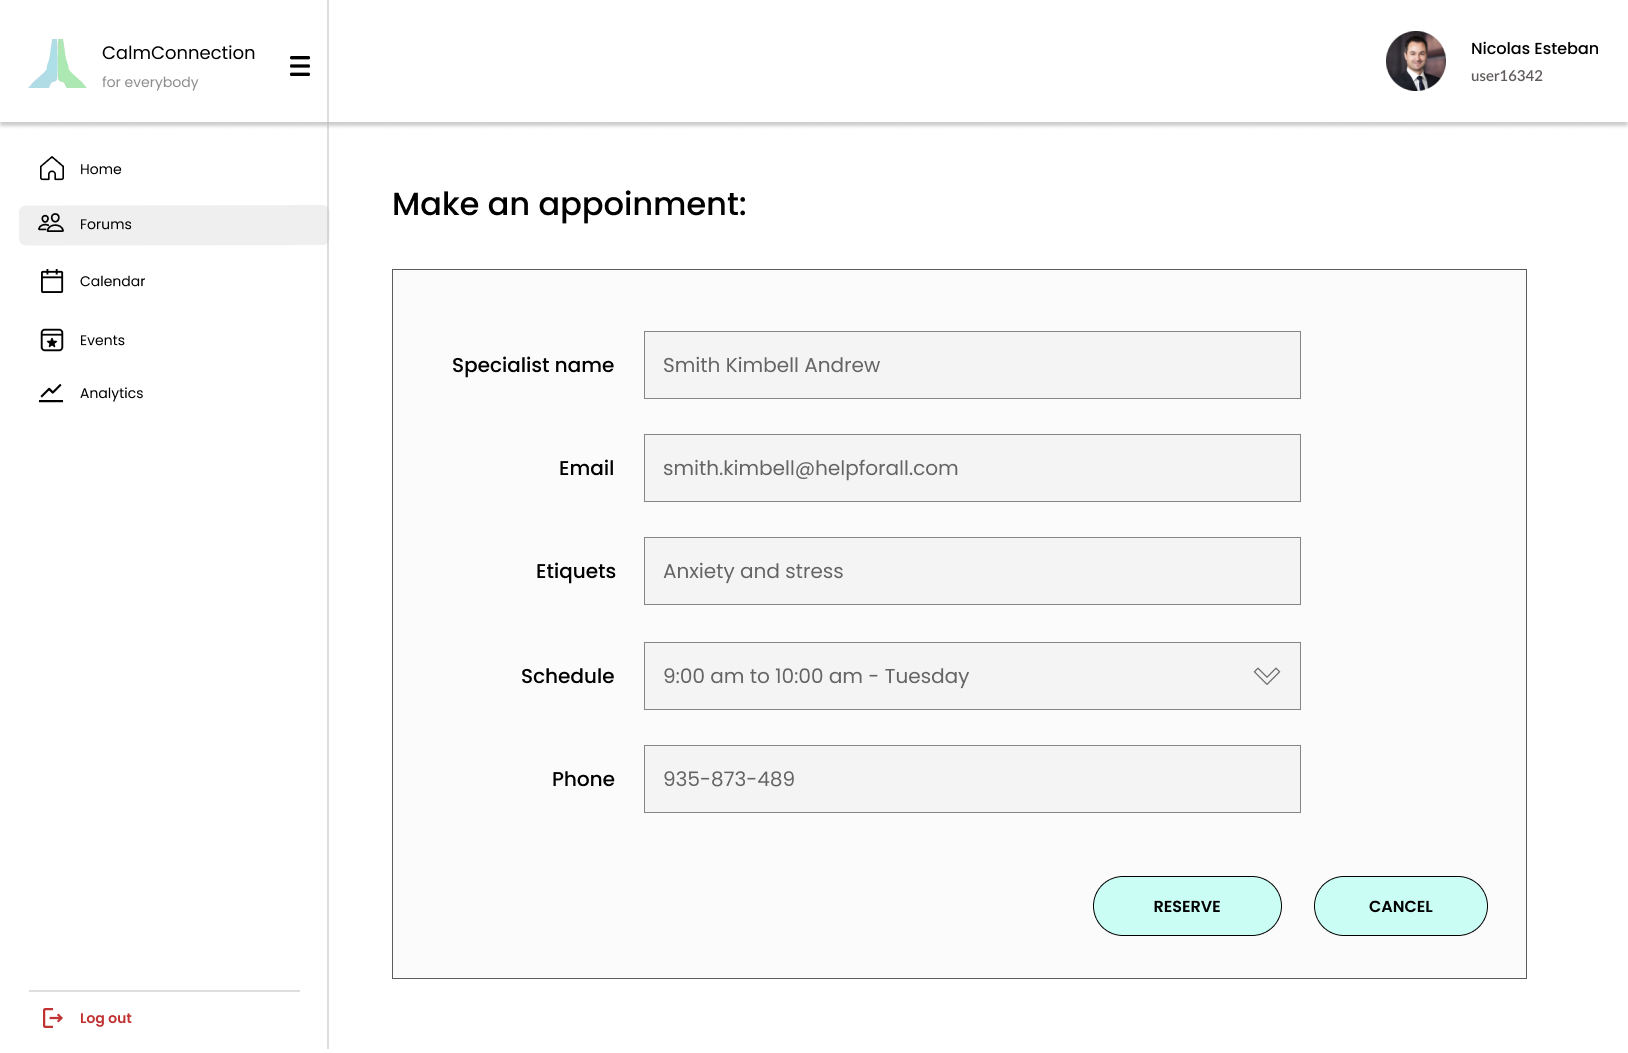 CalmConnection
for everybody
Nicolas Esteban
user16342
Home
Forums
Calendar
Events
Analytics
Log out
Make an appoinment:
Specialist name
Smith Kimbell Andrew
Email
smith.kimbell@helpforall.com
Etiquets
Anxiety and stress
Schedule
9:00 am to 10:00 am - Tuesday
Phone
935-873-489
RESERVE
CANCEL